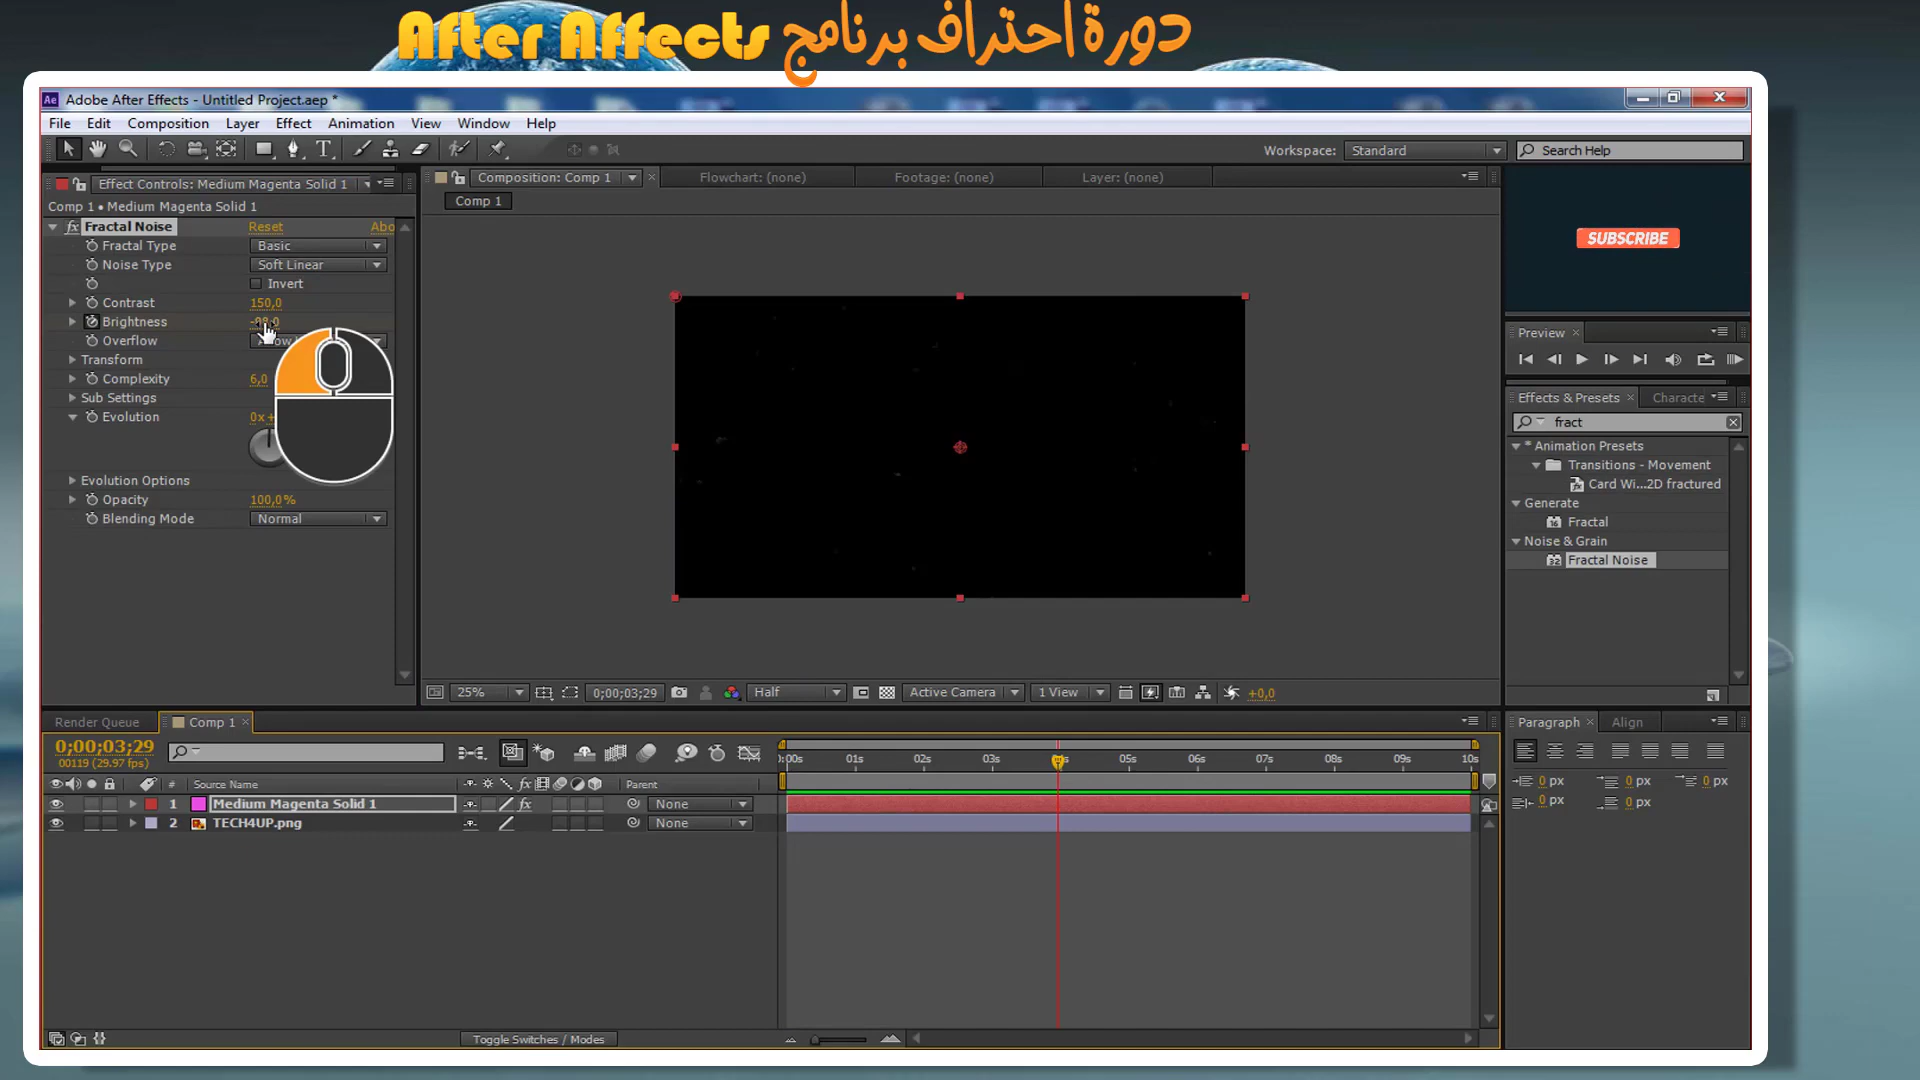 دورة احتراف برنامج After Affects
Ae Adobe After Effects - Untitled Project.aep *
File Edit Composition Layer Effect Animation View Window Help
Workspace: Standard Search Help
Effect Controls: Medium Magenta Solid 1
Composition: Comp 1 Flowchart: (none) Footage: (none) Layer: (none)
Comp 1 • Medium Magenta Solid 1
Comp 1
fx Fractal Noise Reset Abo
Fractal Type Basic
Noise Type Soft Linear
Invert
Contrast 150,0
Brightness
Overflow
Transform
Complexity 6,0
Sub Settings
Evolution 0x+
Evolution Options
Opacity 100,0%
Blending Mode Normal
SUBSCRIBE
Preview
Effects & Presets Characte
fract
* Animation Presets
Transitions - Movement
Card Wi...2D fractured
Generate
Fractal
Noise & Grain
Fractal Noise
25% 0;00;03;29 Half Active Camera 1 View +0,0
Render Queue Comp 1
0;00;03;29
00119 (29.97 fps)
:00s 01s 02s 03s 05s 06s 07s 08s 09s 10s
# Source Name Parent
1 Medium Magenta Solid 1 fx None
2 TECH4UP.png None
Toggle Switches / Modes
Paragraph Align
0 px 0 px 0 px
0 px 0 px